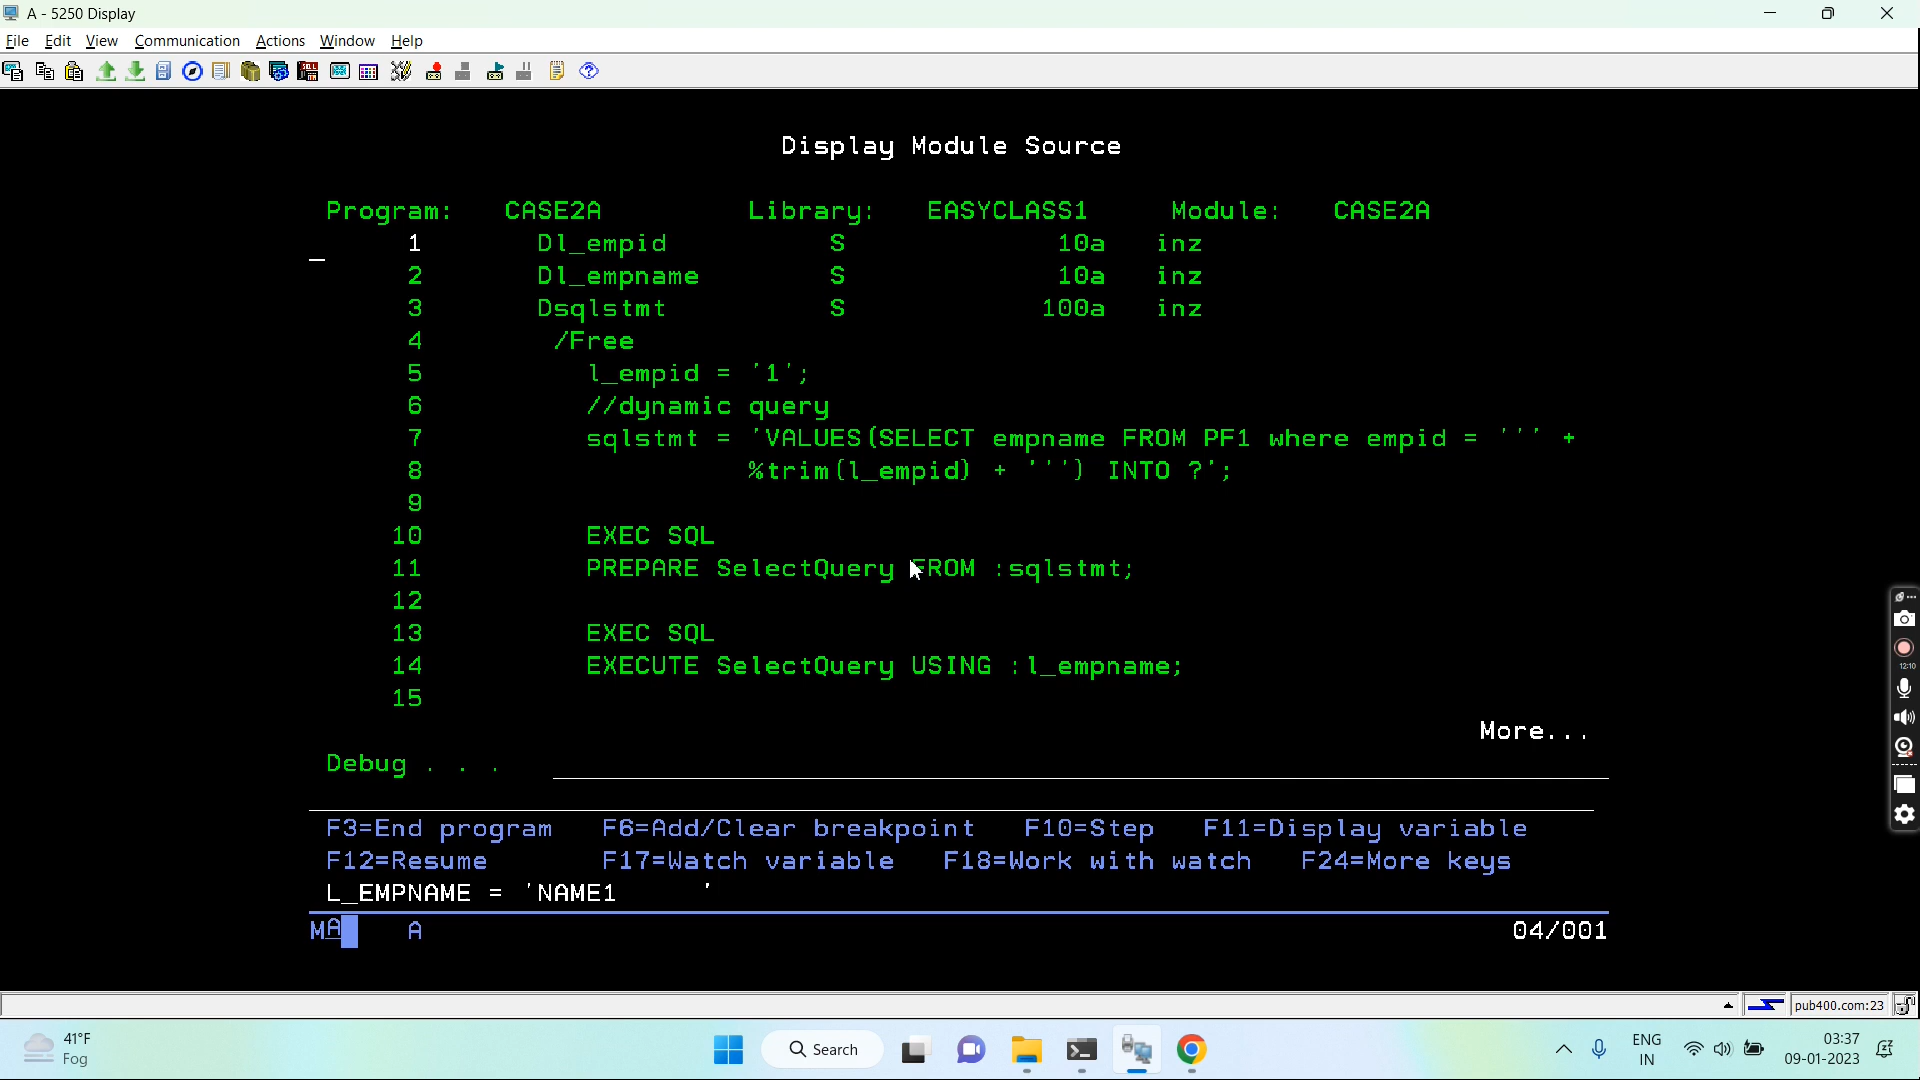 A - 5250 Display
File Edit View Communication Actions Window Help
Display Module Source
Program: CASE2A Library: EASYCLASS1 Module: CASE2A
1 Dl_empid S 10a inz
2 Dl_empname S 10a inz
3 Dsqlstmt S 100a inz
4 /Free
5 l_empid = '1';
6 //dynamic query
7 sqlstmt = 'VALUES(SELECT empname FROM PF1 where empid = ''' +
8 %trim(l_empid) + ''') INTO ?';
9
10 EXEC SQL
11 PREPARE SelectQuery FROM :sqlstmt;
12
13 EXEC SQL
14 EXECUTE SelectQuery USING :l_empname;
15
More...
Debug . . .
F3=End program F6=Add/Clear breakpoint F10=Step F11=Display variable
F12=Resume F17=Watch variable F18=Work with watch F24=More keys
L_EMPNAME = 'NAME1      '
MA A 04/001
12:10
pub400.com:23
41°F
Fog
Search
ENG
IN
03:37
09-01-2023